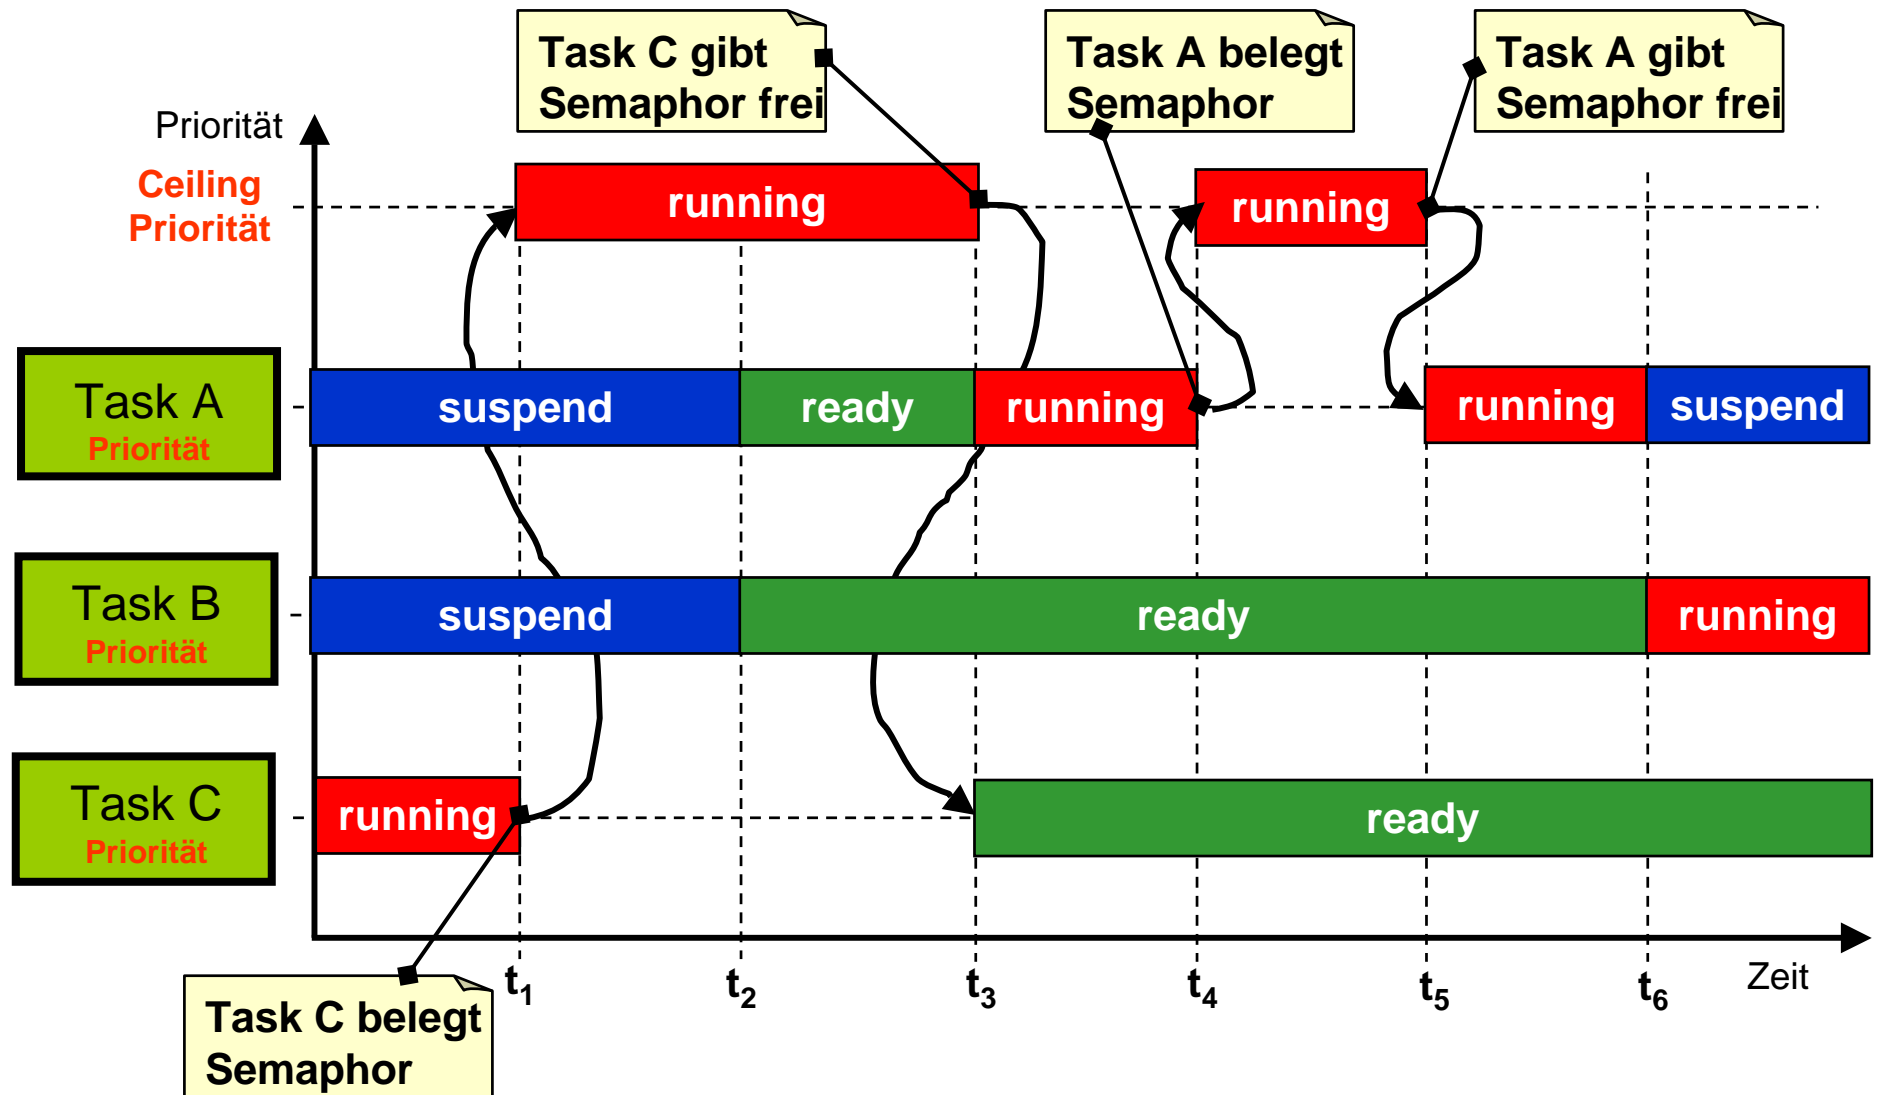 Task C gibt
Semaphor frei
Task A belegt
Semaphor
Task A gibt
Semaphor frei
Priorität
Ceiling
Priorität
running
running
Task A
Priorität
suspend
ready
running
running
suspend
Task B
Priorität
suspend
ready
running
Task C
Priorität
running
ready
t1
t2
t3
t4
t5
t6
Zeit
Task C belegt
Semaphor